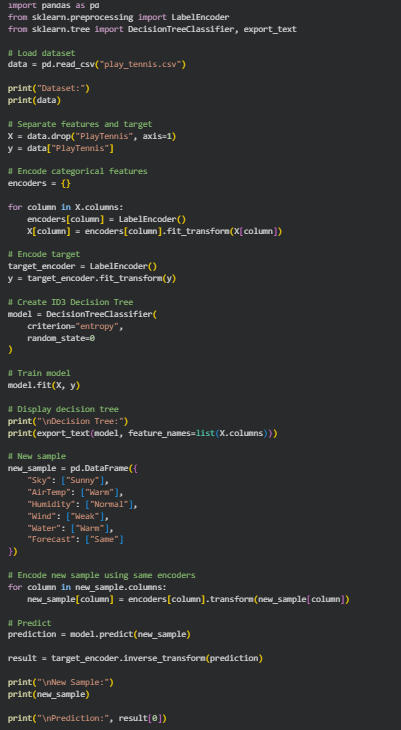 import pandas as pd
from sklearn.preprocessing import LabelEncoder
from sklearn.tree import DecisionTreeClassifier, export_text

# Load dataset
data = pd.read_csv("play_tennis.csv")

print("Dataset:")
print(data)

# Separate features and target
X = data.drop("PlayTennis", axis=1)
y = data["PlayTennis"]

# Encode categorical features
encoders = {}

for column in X.columns:
    encoders[column] = LabelEncoder()
    X[column] = encoders[column].fit_transform(X[column])

# Encode target
target_encoder = LabelEncoder()
y = target_encoder.fit_transform(y)

# Create ID3 Decision Tree
model = DecisionTreeClassifier(
    criterion="entropy",
    random_state=0
)

# Train model
model.fit(X, y)

# Display decision tree
print("\nDecision Tree:")
print(export_text(model, feature_names=list(X.columns)))

# New sample
new_sample = pd.DataFrame({
    "Sky": ["Sunny"],
    "AirTemp": ["Warm"],
    "Humidity": ["Normal"],
    "Wind": ["Weak"],
    "Water": ["Warm"],
    "Forecast": ["Same"]
})

# Encode new sample using same encoders
for column in new_sample.columns:
    new_sample[column] = encoders[column].transform(new_sample[column])

# Predict
prediction = model.predict(new_sample)

result = target_encoder.inverse_transform(prediction)

print("\nNew Sample:")
print(new_sample)

print("\nPrediction:", result[0])